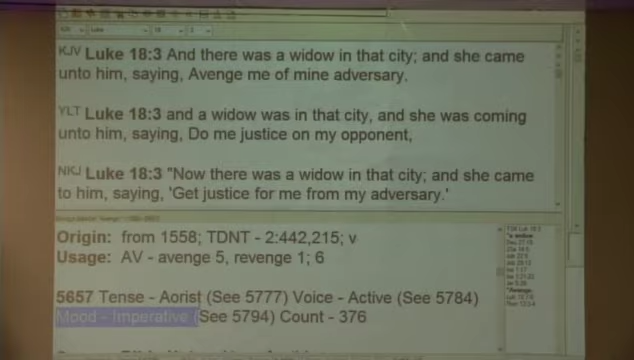 KJV Luke 18:3 And there was a widow in that city; and she came
unto him, saying, Avenge me of mine adversary.
YLT Luke 18:3 and a widow was in that city, and she was coming
unto him, saying, Do me justice on my opponent,
NKJ Luke 18:3 "Now there was a widow in that city; and she came
to him, saying, 'Get justice for me from my adversary.'
Origin: from 1558; TDNT - 2:442,215; v
Usage: AV - avenge 5, revenge 1; 6
5657 Tense - Aorist (See 5777) Voice - Active (See 5784)
Mood - Imperative (See 5794) Count - 376